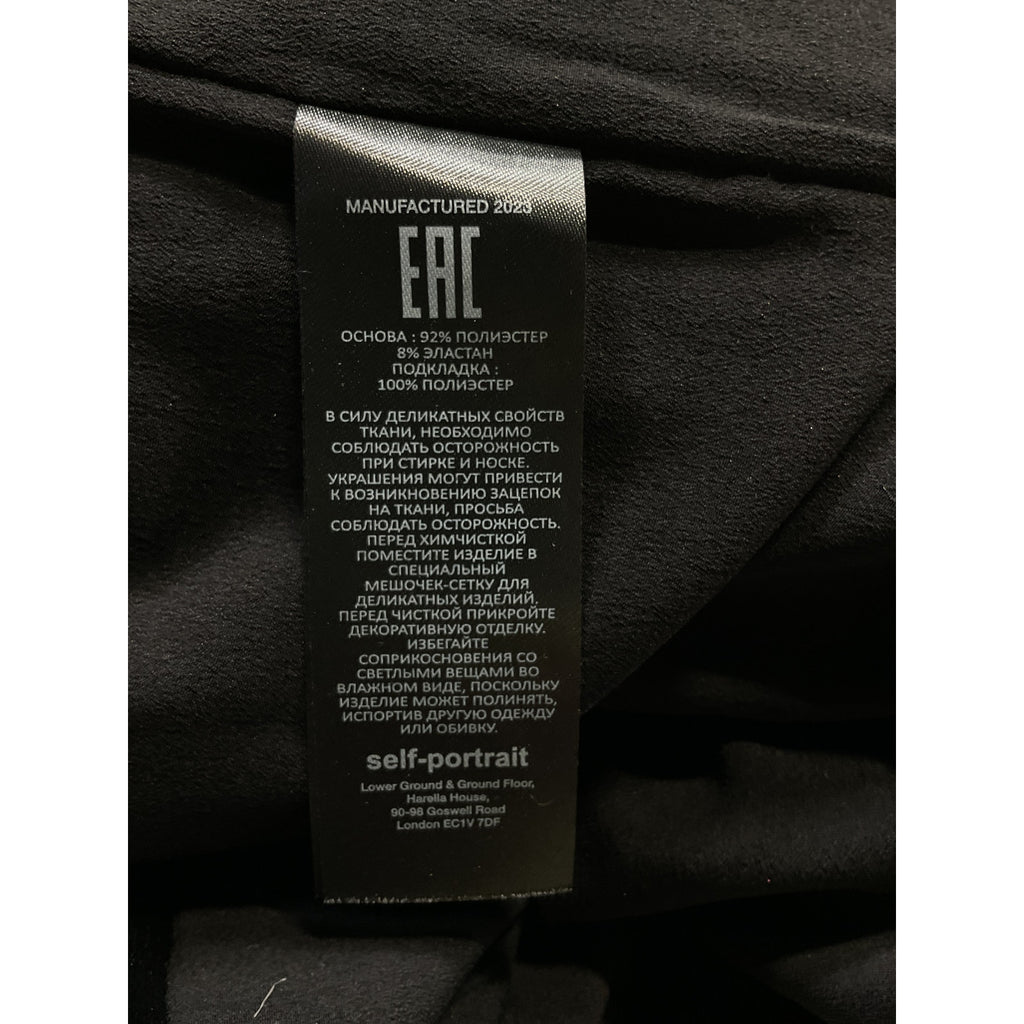 MANUFACTURED 2023
EAC
ОСНОВА : 92% ПОЛИЭСТЕР
8% ЭЛАСТАН
ПОДКЛАДКА :
100% ПОЛИЭСТЕР
В СИЛУ ДЕЛИКАТНЫХ СВОЙСТВ
ТКАНИ, НЕОБХОДИМО
СОБЛЮДАТЬ ОСТОРОЖНОСТЬ
ПРИ СТИРКЕ И НОСКЕ.
УКРАШЕНИЯ МОГУТ ПРИВЕСТИ
К ВОЗНИКНОВЕНИЮ ЗАЦЕПОК
НА ТКАНИ, ПРОСЬБА
СОБЛЮДАТЬ ОСТОРОЖНОСТЬ.
ПЕРЕД ХИМЧИСТКОЙ
ПОМЕСТИТЕ ИЗДЕЛИЕ В
СПЕЦИАЛЬНЫЙ
МЕШОЧЕК-СЕТКУ ДЛЯ
ДЕЛИКАТНЫХ ИЗДЕЛИЙ.
ПЕРЕД ЧИСТКОЙ ПРИКРОЙТЕ
ДЕКОРАТИВНУЮ ОТДЕЛКУ.
ИЗБЕГАЙТЕ
СОПРИКОСНОВЕНИЯ СО
СВЕТЛЫМИ ВЕЩАМИ ВО
ВЛАЖНОМ ВИДЕ, ПОСКОЛЬКУ
ИЗДЕЛИЕ МОЖЕТ ПОЛИНЯТЬ,
ИСПОРТИВ ДРУГУЮ ОДЕЖДУ
ИЛИ ОБИВКУ.
self-portrait
Lower Ground & Ground Floor,
Harella House,
90-98 Goswell Road
London EC1V 7DF